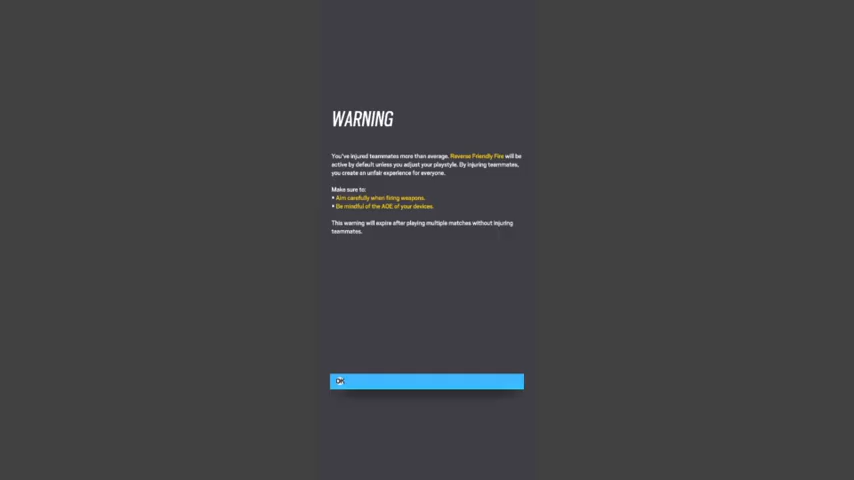 WARNING
You've injured teammates more than average. Reverse Friendly Fire will be
active by default unless you adjust your playstyle. By injuring teammates,
you create an unfair experience for everyone.
Make sure to:
• Aim carefully when firing weapons.
• Be mindful of the AOE of your devices.
This warning will expire after playing multiple matches without injuring
teammates.
OK